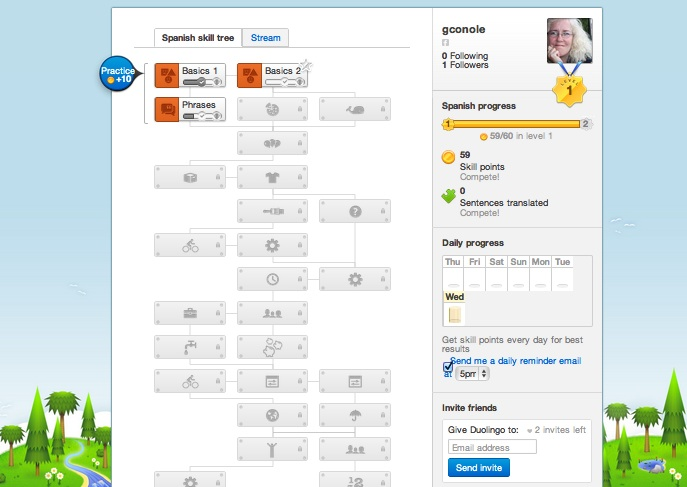 Spanish skill tree
Stream
Practice
+10
Basics 1
Basics 2
Phrases
12
gconole
0 Following
1 Followers
LEVEL
1
Spanish progress
1
2
59/60 in level 1
59
Skill points
Compete!
0
Sentences translated
Compete!
Daily progress
Thu Fri Sat Sun Mon Tue
Wed
Get skill points every day for best
results
Send me a daily reminder email
at 5pm
Invite friends
Give Duolingo to: 2 invites left
Email address
Send invite